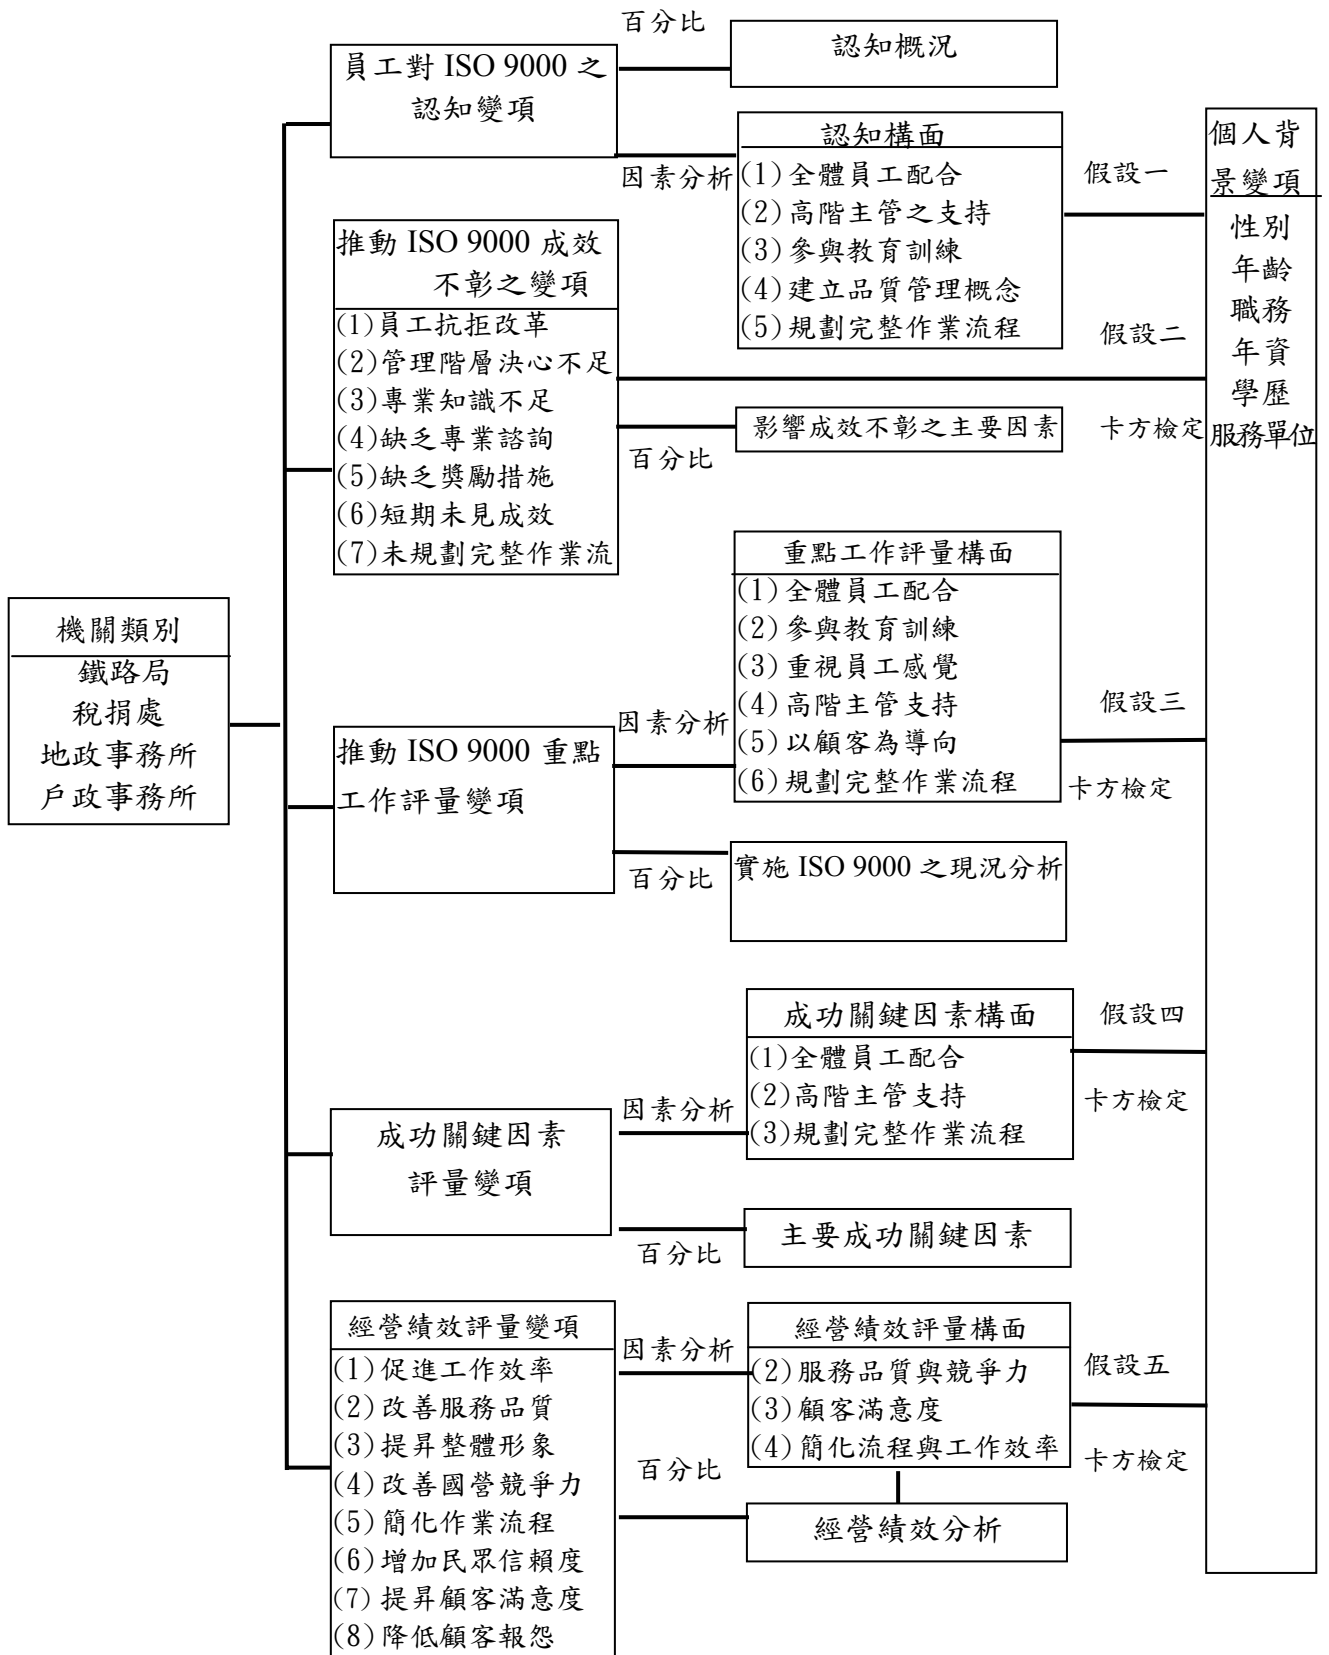 百分比
認知概況
員工對 ISO 9000 之
認知變項
因素分析
認知構面
(1)全體員工配合
(2)高階主管之支持
(3)參與教育訓練
(4)建立品質管理概念
(5)規劃完整作業流程
假設一
個人背
景變項
性別
年齡
職務
年資
學歷
服務單位
推動 ISO 9000 成效
不彰之變項
(1)員工抗拒改革
(2)管理階層決心不足
(3)專業知識不足
(4)缺乏專業諮詢
(5)缺乏獎勵措施
(6)短期未見成效
(7)未規劃完整作業流
假設二
卡方檢定
百分比
影響成效不彰之主要因素
機關類別
鐵路局
稅捐處
地政事務所
戶政事務所
推動 ISO 9000 重點
工作評量變項
因素分析
重點工作評量構面
(1)全體員工配合
(2)參與教育訓練
(3)重視員工感覺
(4)高階主管支持
(5)以顧客為導向
(6)規劃完整作業流程
假設三
卡方檢定
百分比
實施 ISO 9000 之現況分析
成功關鍵因素
評量變項
因素分析
成功關鍵因素構面
(1)全體員工配合
(2)高階主管支持
(3)規劃完整作業流程
假設四
卡方檢定
百分比
主要成功關鍵因素
經營績效評量變項
(1)促進工作效率
(2)改善服務品質
(3)提昇整體形象
(4)改善國營競爭力
(5)簡化作業流程
(6)增加民眾信賴度
(7)提昇顧客滿意度
(8)降低顧客報怨
因素分析
經營績效評量構面
(2)服務品質與競爭力
(3)顧客滿意度
(4)簡化流程與工作效率
假設五
卡方檢定
百分比
經營績效分析